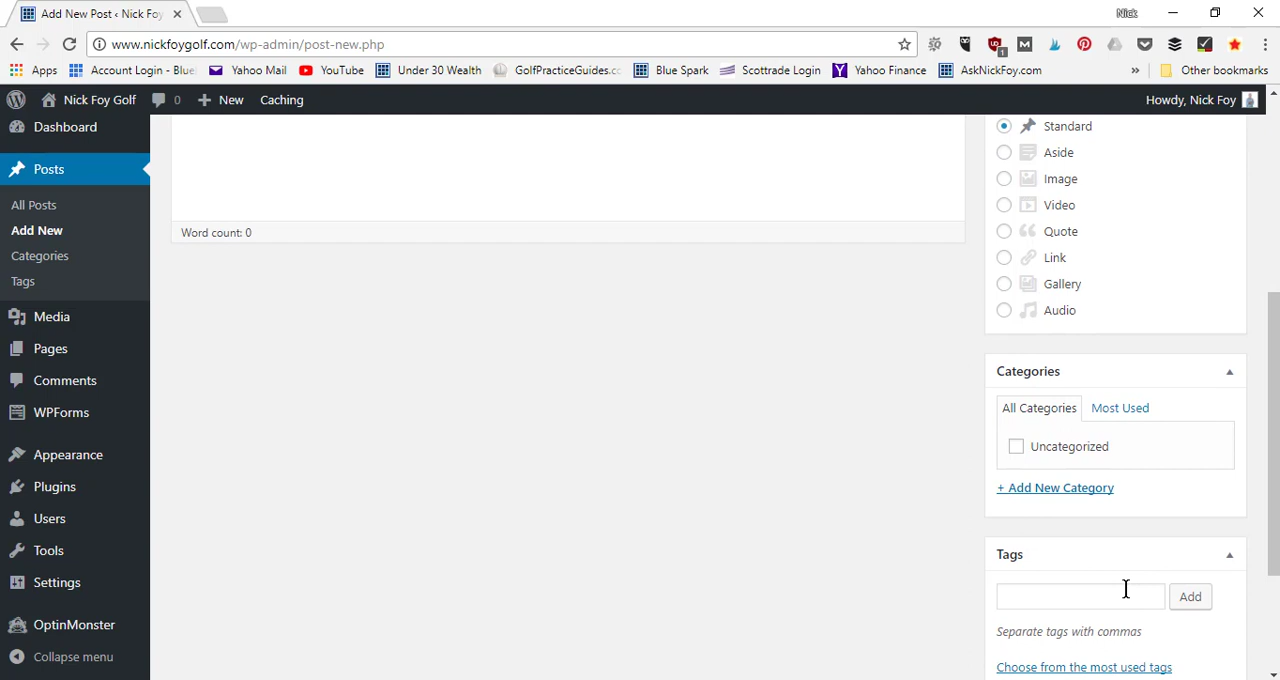 Add New Post ‹ Nick Foy
Nick
www.nickfoygolf.com/wp-admin/post-new.php
Apps
Account Login - Blue
Yahoo Mail
YouTube
Under 30 Wealth
GolfPracticeGuides.cc
Blue Spark
Scottrade Login
Yahoo Finance
AskNickFoy.com
»
Other bookmarks
Nick Foy Golf
0
New
Caching
Howdy, Nick Foy
Dashboard
Posts
All Posts
Add New
Categories
Tags
Media
Pages
Comments
WPForms
Appearance
Plugins
Users
Tools
Settings
OptinMonster
Collapse menu
Word count: 0
Standard
Aside
Image
Video
Quote
Link
Gallery
Audio
Categories
All Categories
Most Used
Uncategorized
+ Add New Category
Tags
Add
Separate tags with commas
Choose from the most used tags